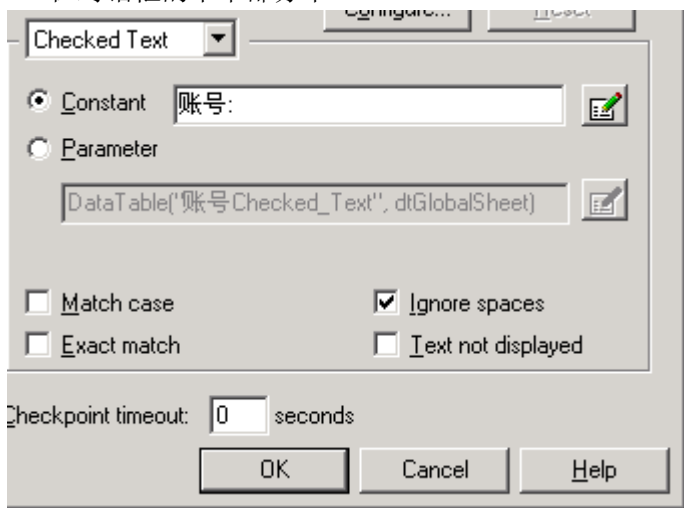 Configure... Reset
Checked Text
Constant 账号:
Parameter
DataTable("账号Checked_Text", dtGlobalSheet)
Match case Ignore spaces
Exact match Text not displayed
Checkpoint timeout: 0 seconds
OK Cancel Help